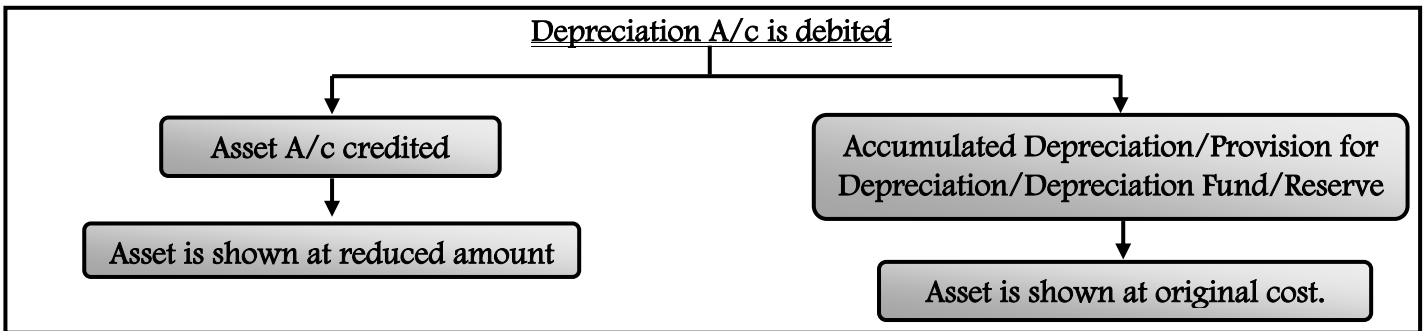 Depreciation A/c is debited
Asset A/c credited
Asset is shown at reduced amount
Accumulated Depreciation/Provision for
Depreciation/Depreciation Fund/Reserve
Asset is shown at original cost.